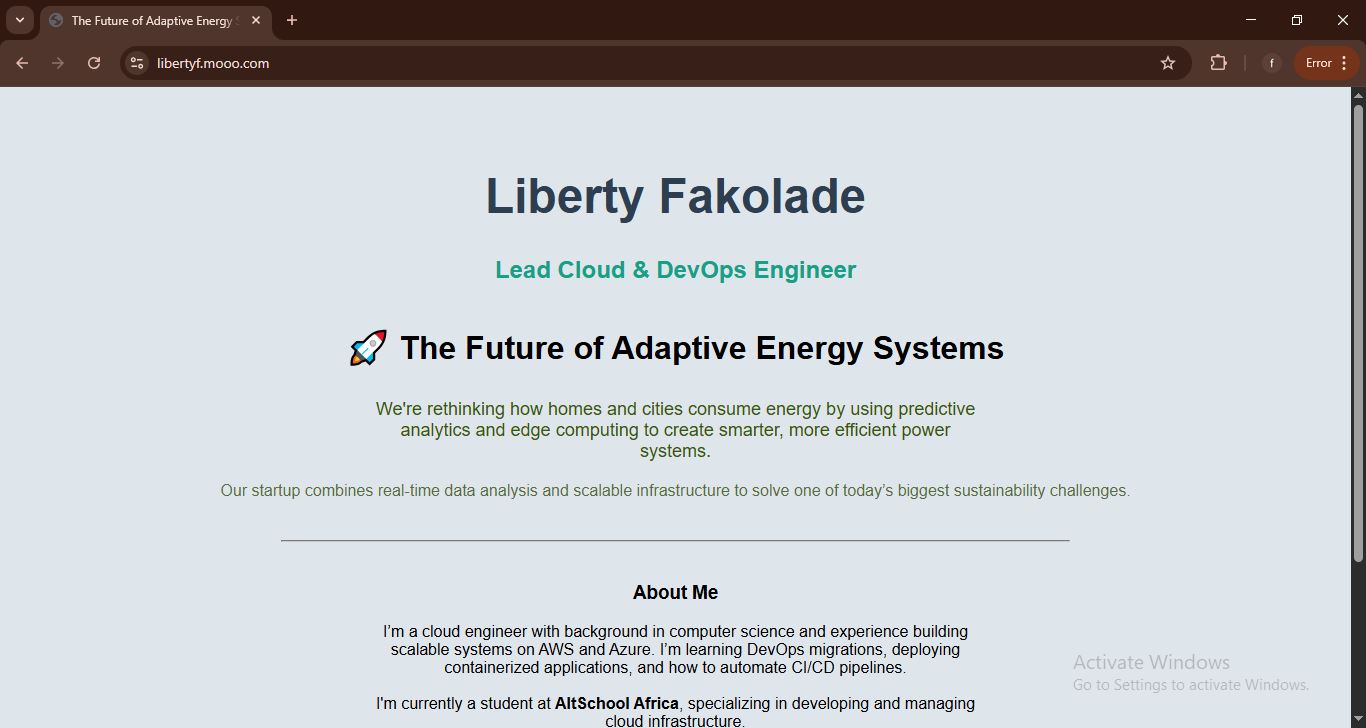 The Future of Adaptive Energy
libertyf.mooo.com
f
Error
Liberty Fakolade
Lead Cloud & DevOps Engineer
🚀 The Future of Adaptive Energy Systems
We're rethinking how homes and cities consume energy by using predictive
analytics and edge computing to create smarter, more efficient power
systems.
Our startup combines real-time data analysis and scalable infrastructure to solve one of today’s biggest sustainability challenges.
About Me
I’m a cloud engineer with background in computer science and experience building
scalable systems on AWS and Azure. I’m learning DevOps migrations, deploying
containerized applications, and how to automate CI/CD pipelines.
I'm currently a student at AltSchool Africa, specializing in developing and managing
cloud infrastructure.
Activate Windows
Go to Settings to activate Windows.